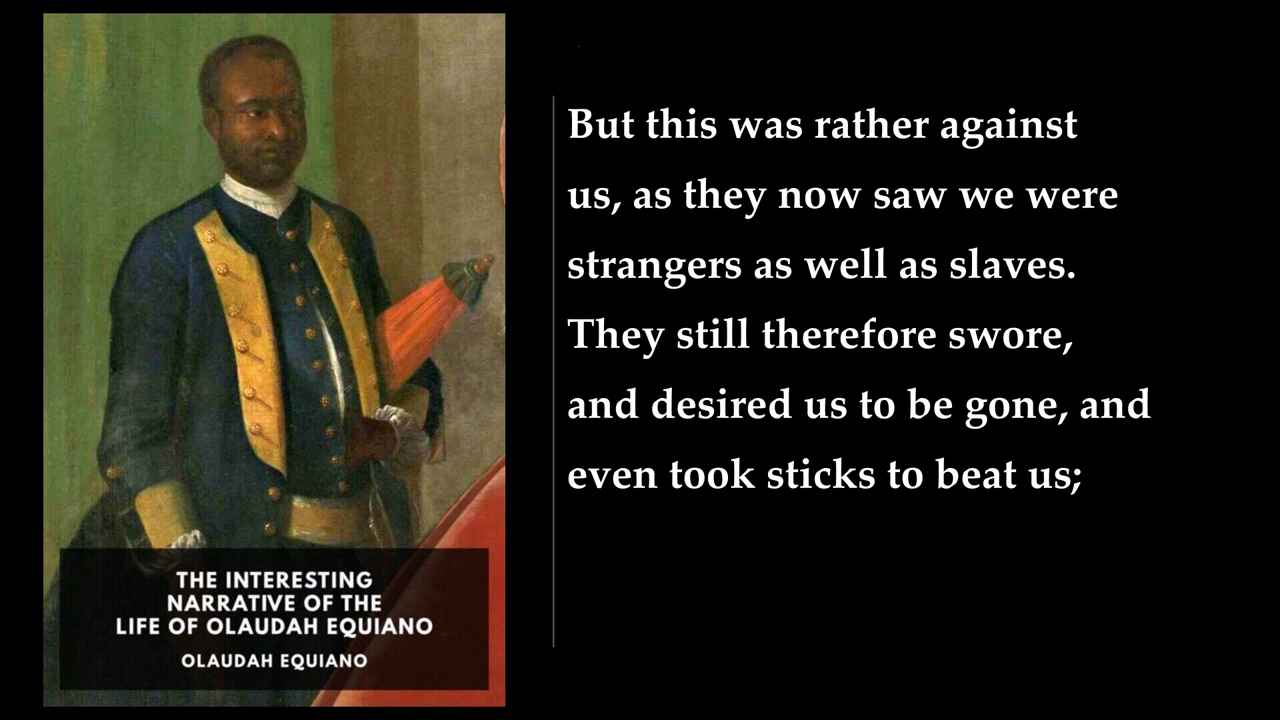 But this was rather against
us, as they now saw we were
strangers as well as slaves.
They still therefore swore,
and desired us to be gone, and
even took sticks to beat us;
THE INTERESTING
NARRATIVE OF THE
LIFE OF OLAUDAH EQUIANO
OLAUDAH EQUIANO